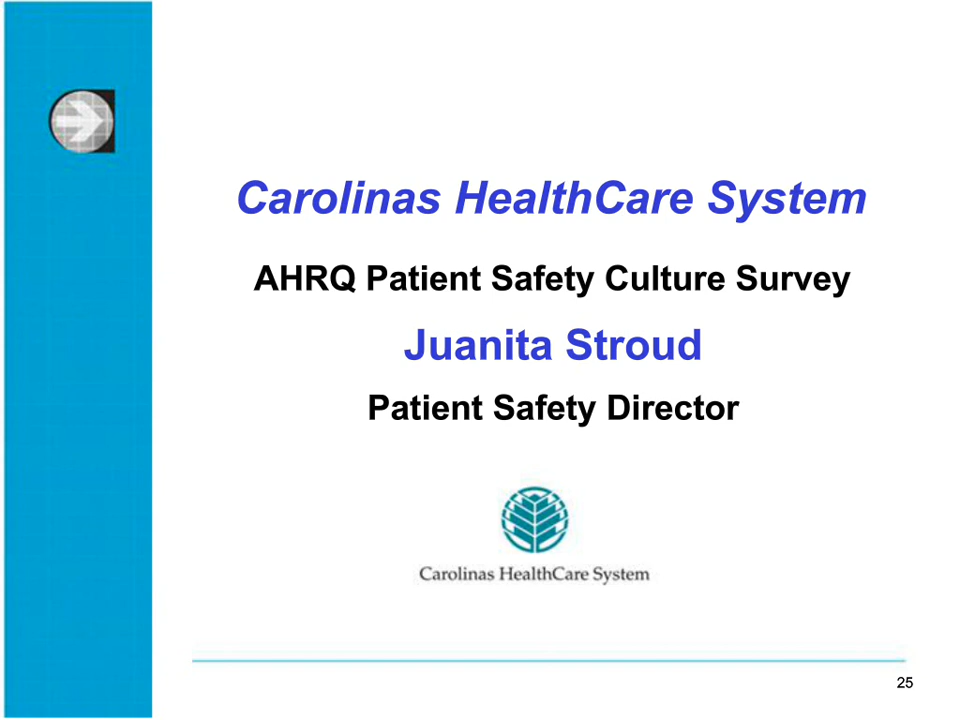 Carolinas HealthCare System
AHRQ Patient Safety Culture Survey
Juanita Stroud
Patient Safety Director
Carolinas HealthCare System
25